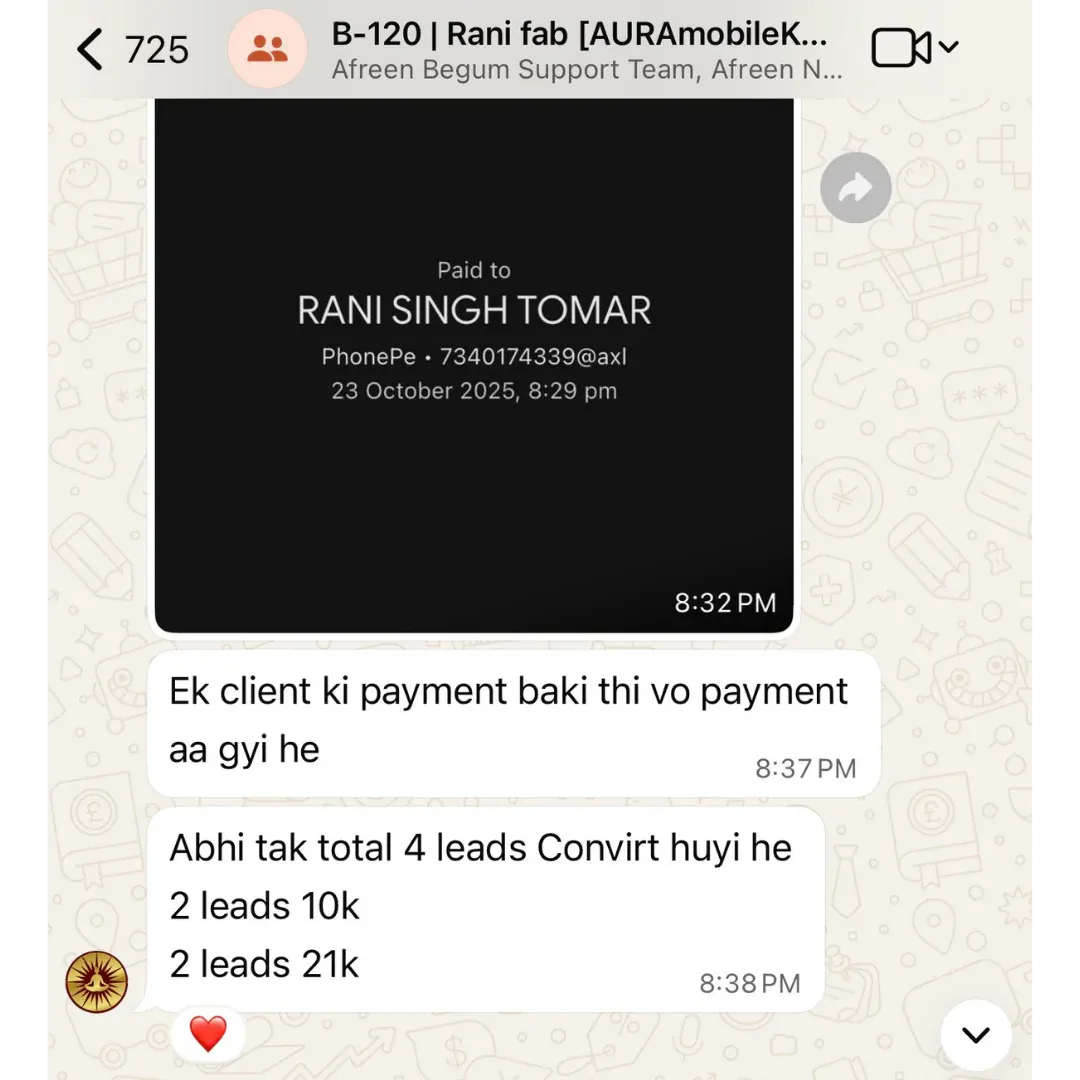 725
B-120 | Rani fab [AURAmobileK...
Afreen Begum Support Team, Afreen N...
Paid to
RANI SINGH TOMAR
PhonePe • 7340174339@axl
23 October 2025, 8:29 pm
8:32 PM
Ek client ki payment baki thi vo payment
aa gyi he
8:37 PM
Abhi tak total 4 leads Convirt huyi he
2 leads 10k
2 leads 21k
8:38 PM